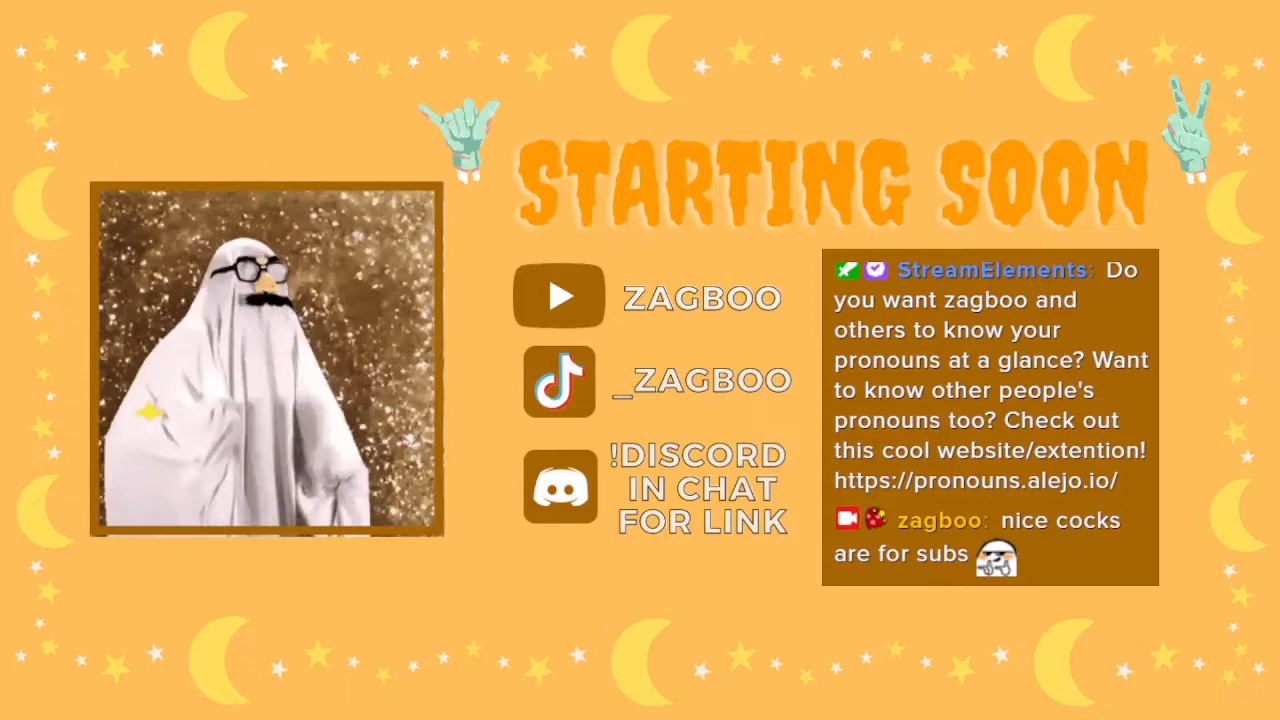 STARTING SOON
ZAGBOO
_ZAGBOO
!DISCORD
IN CHAT
FOR LINK
StreamElements: Do
you want zagboo and
others to know your
pronouns at a glance? Want
to know other people's
pronouns too? Check out
this cool website/extention!
https://pronouns.alejo.io/
zagboo: nice cocks
are for subs